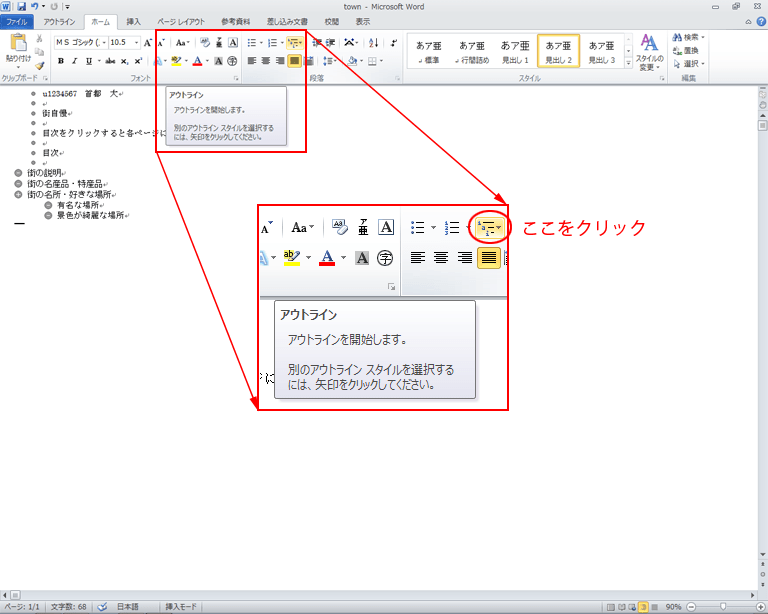 town - Microsoft Word
ファイル アウトライン ホーム 挿入 ページ レイアウト 参考資料 差し込み文書 校閲 表示
ＭＳ ゴシック ( 10.5
貼り付け
スタイルの変更
あア亜 あア亜 あア亜 あア亜 あア亜
標準 行間詰め 見出し 1 見出し 2 見出し 3
検索
置換
選択
クリップボード フォント 段落 スタイル 編集
u1234567 首都 大
街自慢
目次をクリックすると各ページに
目次
街の説明
街の名産品・特産品
街の名所・好きな場所
有名な場所
景色が綺麗な場所
アウトライン
アウトラインを開始します。
別のアウトライン スタイルを選択する
には、矢印をクリックしてください。
ここをクリック
アウトライン
アウトラインを開始します。
別のアウトライン スタイルを選択する
には、矢印をクリックしてください。
ページ: 1/1 文字数: 68 日本語 挿入モード 90%